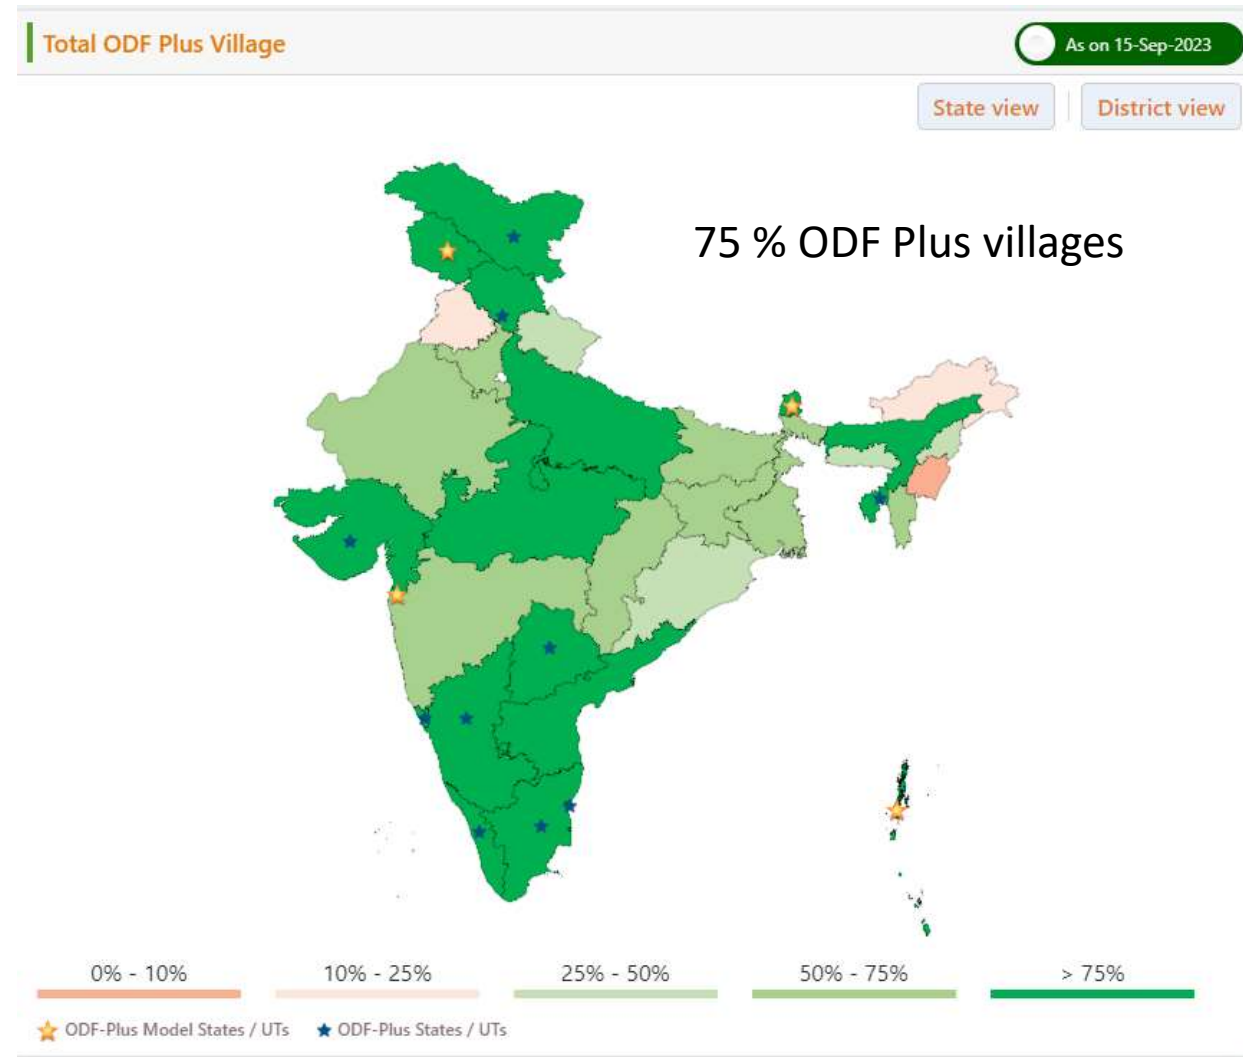 Total ODF Plus Village
As on 15-Sep-2023
State view
District view
75 % ODF Plus villages
0% - 10%
10% - 25%
25% - 50%
50% - 75%
> 75%
ODF-Plus Model States / UTs
ODF-Plus States / UTs